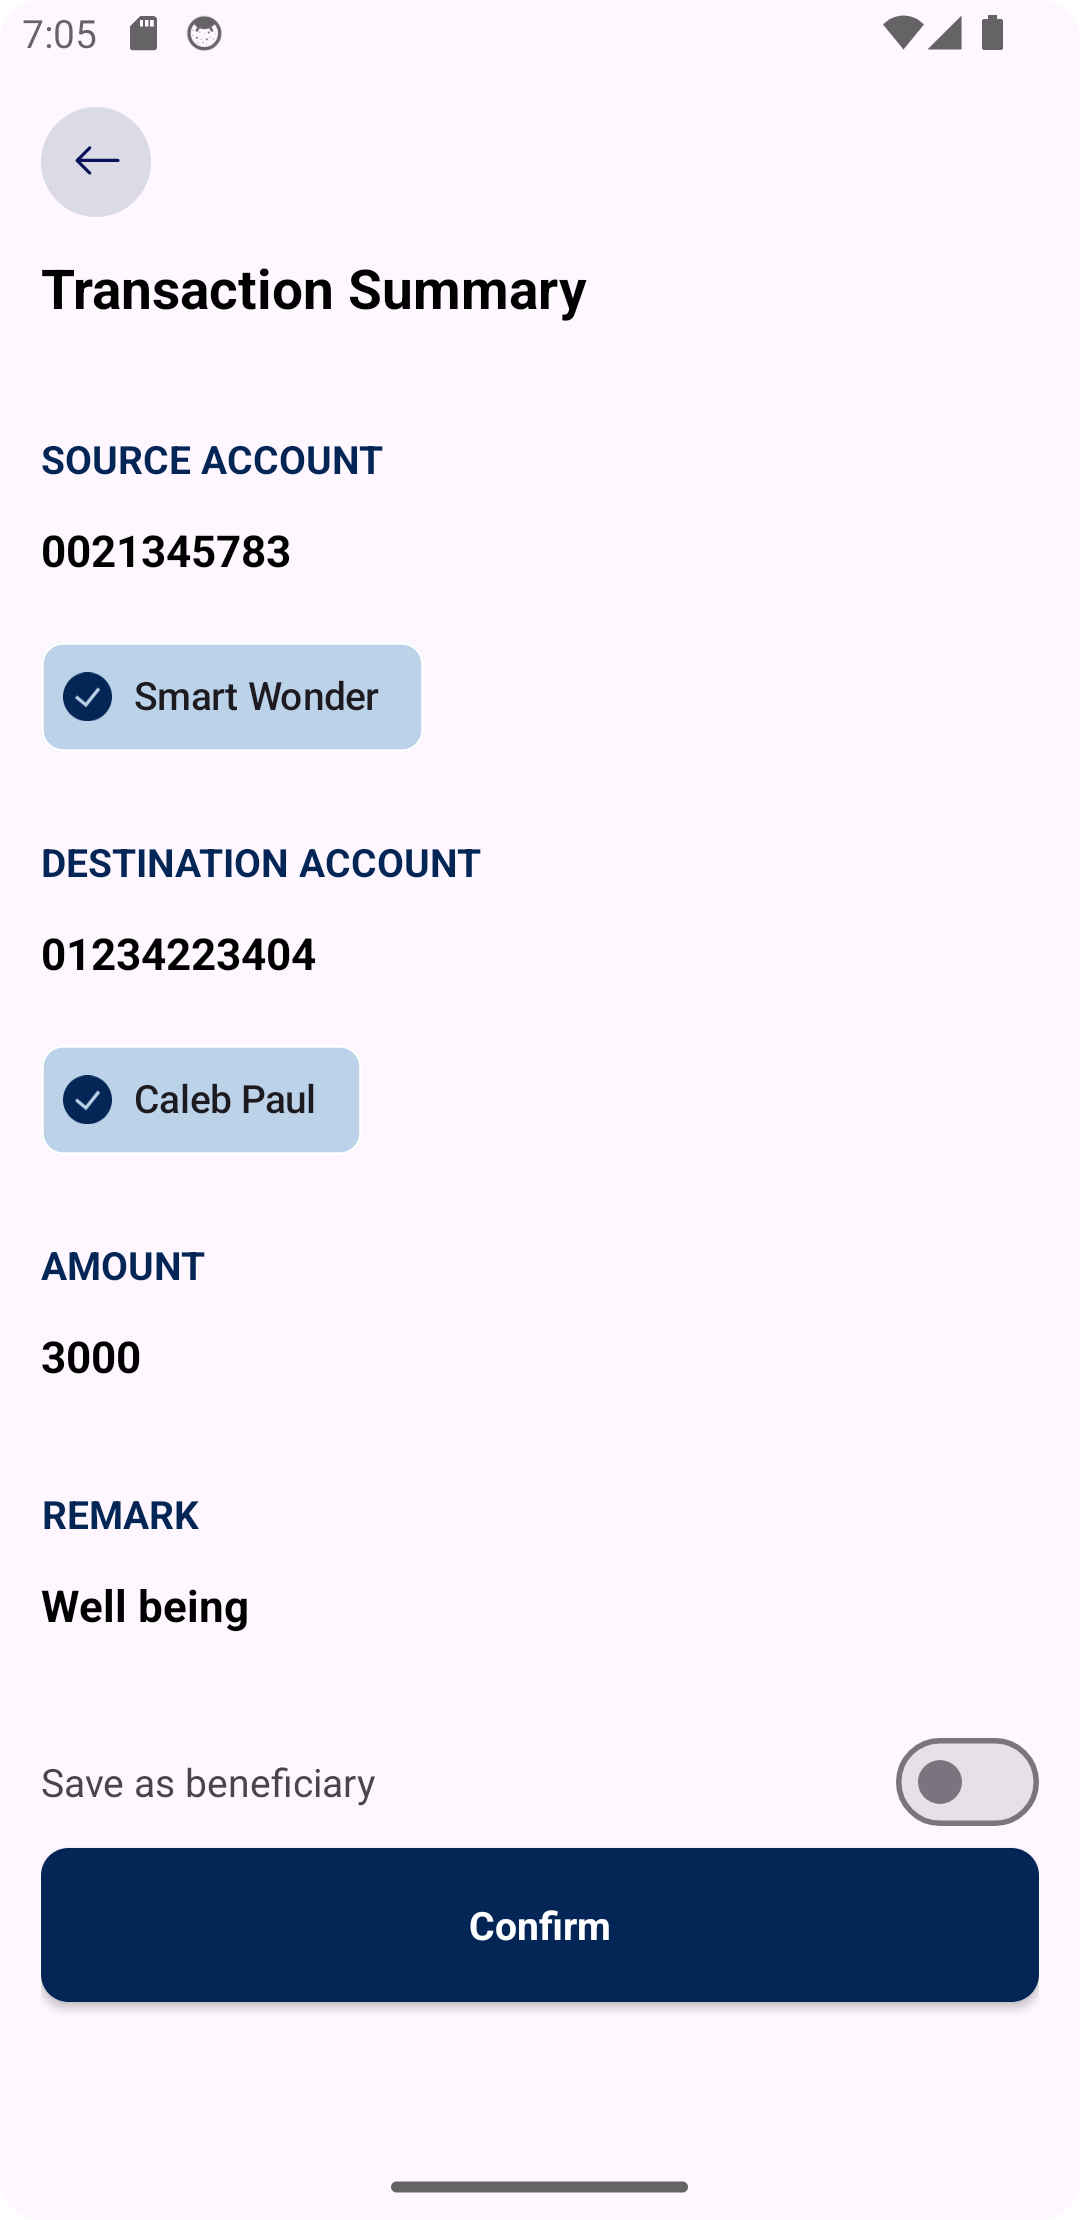 7:05
Transaction Summary
SOURCE ACCOUNT
0021345783
Smart Wonder
DESTINATION ACCOUNT
01234223404
Caleb Paul
AMOUNT
3000
REMARK
Well being
Save as beneficiary
Confirm